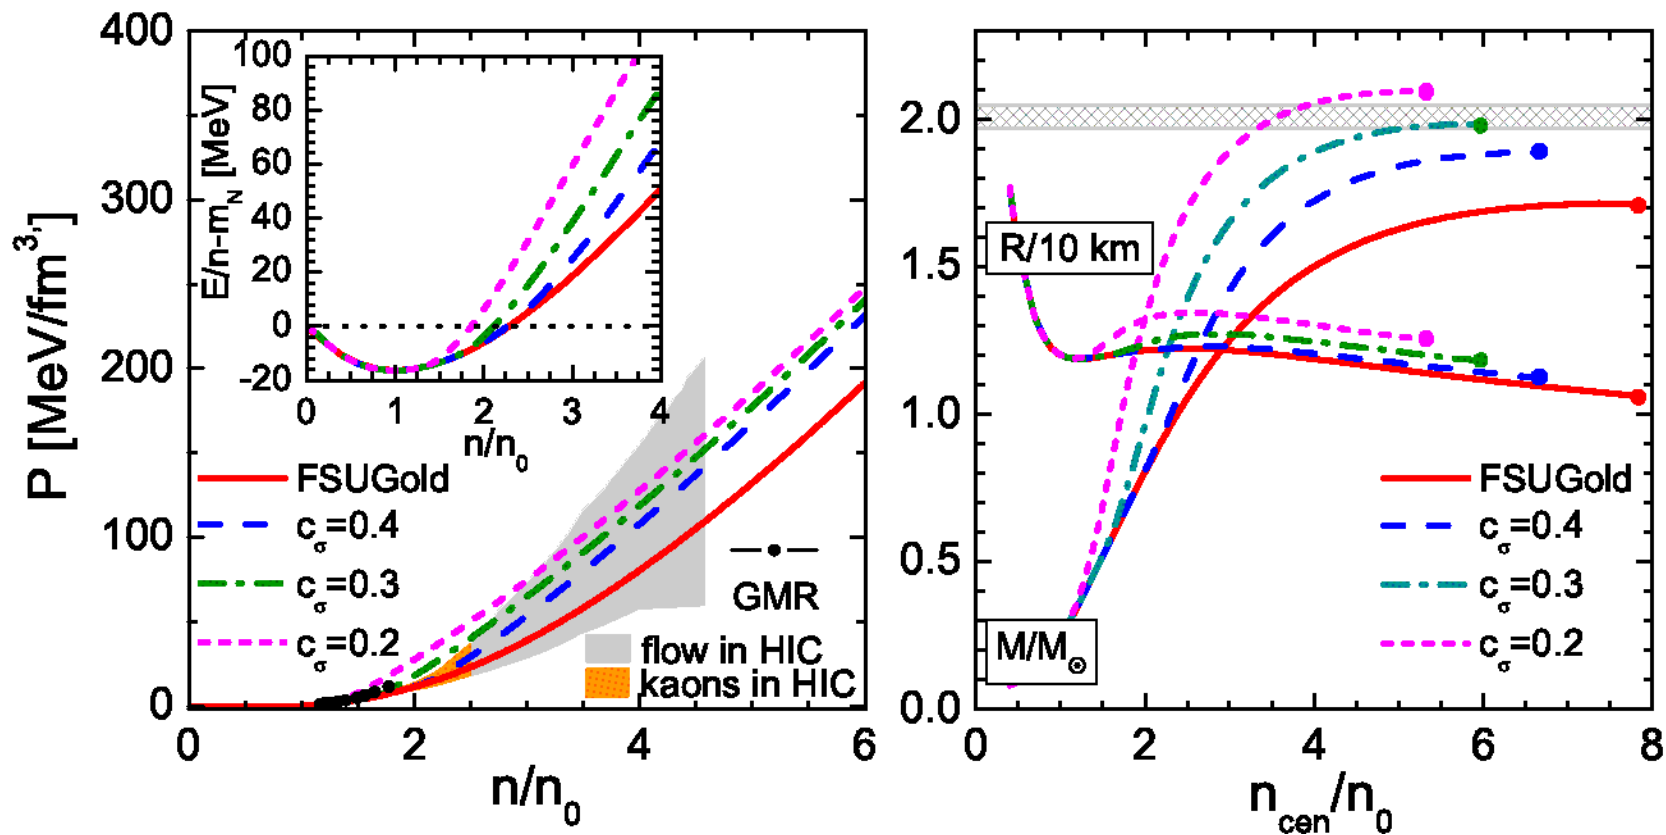 400
300
200
100
0
P [MeV/fm³,]
0
2
4
6
n/n₀
100
80
60
40
20
0
-20
E/n-m_N [MeV]
0
1
2
3
4
n/n₀
FSUGold
c_σ=0.4
c_σ=0.3
c_σ=0.2
GMR
flow in HIC
kaons in HIC
2.0
1.5
1.0
0.5
0.0
R/10 km
M/M_⊙
FSUGold
c_σ=0.4
c_σ=0.3
c_σ=0.2
0
2
4
6
8
n_cen/n₀